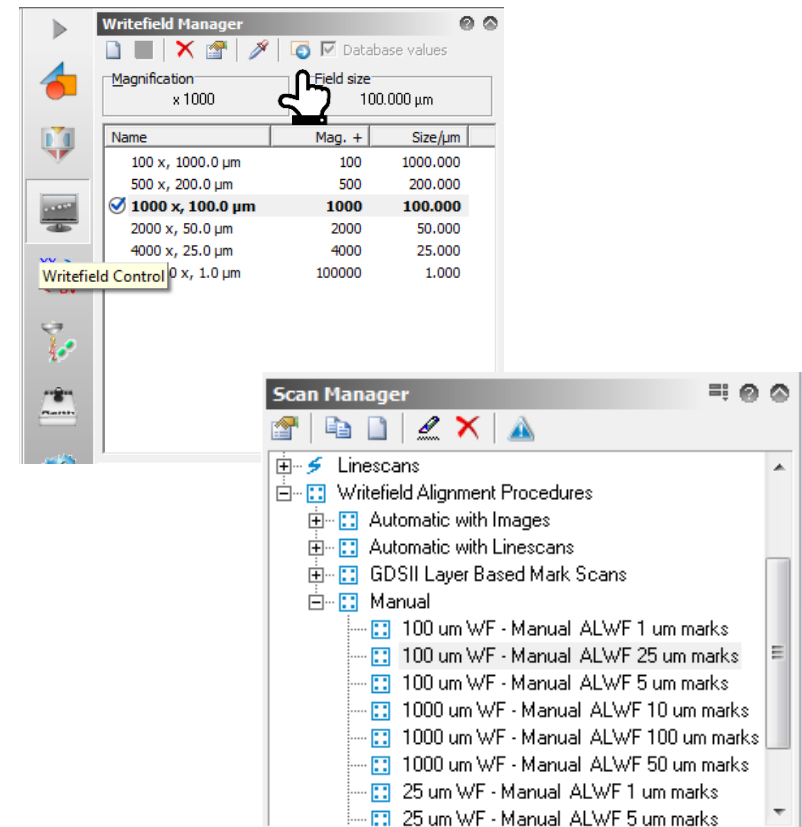 Writefield Manager
Database values
Magnification
x 1000
Field size
100.000 µm
Name Mag. + Size/µm
100 x, 1000.0 µm 100 1000.000
500 x, 200.0 µm 500 200.000
1000 x, 100.0 µm 1000 100.000
2000 x, 50.0 µm 2000 50.000
4000 x, 25.0 µm 4000 25.000
0 x, 1.0 µm 100000 1.000
Writefield Control
Scan Manager
Linescans
Writefield Alignment Procedures
Automatic with Images
Automatic with Linescans
GDSII Layer Based Mark Scans
Manual
100 um WF - Manual ALWF 1 um marks
100 um WF - Manual ALWF 25 um marks
100 um WF - Manual ALWF 5 um marks
1000 um WF - Manual ALWF 10 um marks
1000 um WF - Manual ALWF 100 um marks
1000 um WF - Manual ALWF 50 um marks
25 um WF - Manual ALWF 1 um marks
25 um WF - Manual ALWF 5 um marks